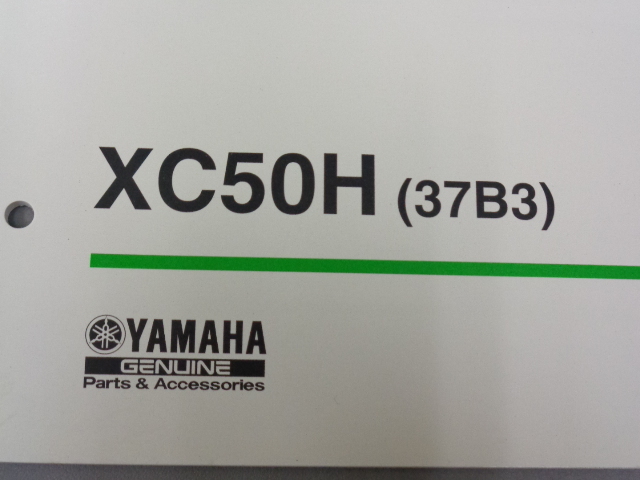 XC50H (37B3)
YAMAHA
GENUINE
Parts & Accessories